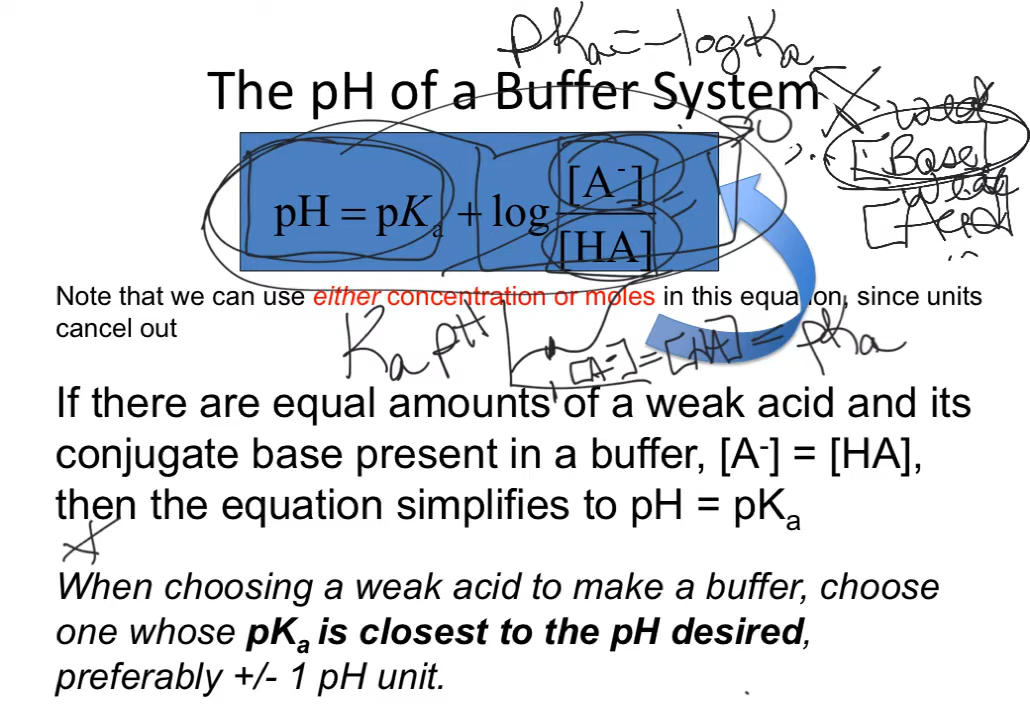 pKa = -log Ka
The pH of a Buffer System
weak
[Base]
weak
[Acid]
pH = pKₐ + log [A⁻]
[HA]
Note that we can use either concentration or moles in this equation, since units
cancel out
Ka pH [A⁻] = [HA] = pKa
If there are equal amounts of a weak acid and its
conjugate base present in a buffer, [A⁻] = [HA],
then the equation simplifies to pH = pKₐ
When choosing a weak acid to make a buffer, choose
one whose pKₐ is closest to the pH desired,
preferably +/- 1 pH unit.